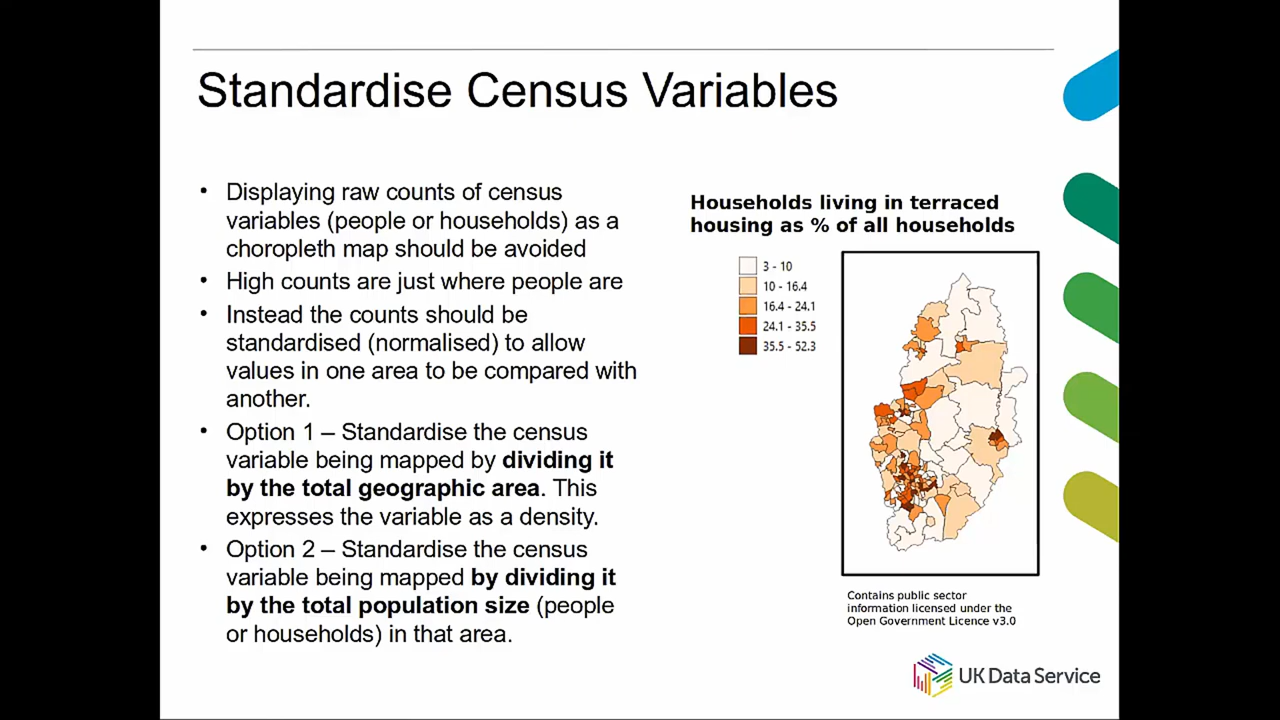 Standardise Census Variables
• Displaying raw counts of census
variables (people or households) as a
choropleth map should be avoided
• High counts are just where people are
• Instead the counts should be
standardised (normalised) to allow
values in one area to be compared with
another.
• Option 1 – Standardise the census
variable being mapped by dividing it
by the total geographic area. This
expresses the variable as a density.
• Option 2 – Standardise the census
variable being mapped by dividing it
by the total population size (people
or households) in that area.
Households living in terraced
housing as % of all households
3 - 10
10 - 16.4
16.4 - 24.1
24.1 - 35.5
35.5 - 52.3
Contains public sector
information licensed under the
Open Government Licence v3.0
UK Data Service